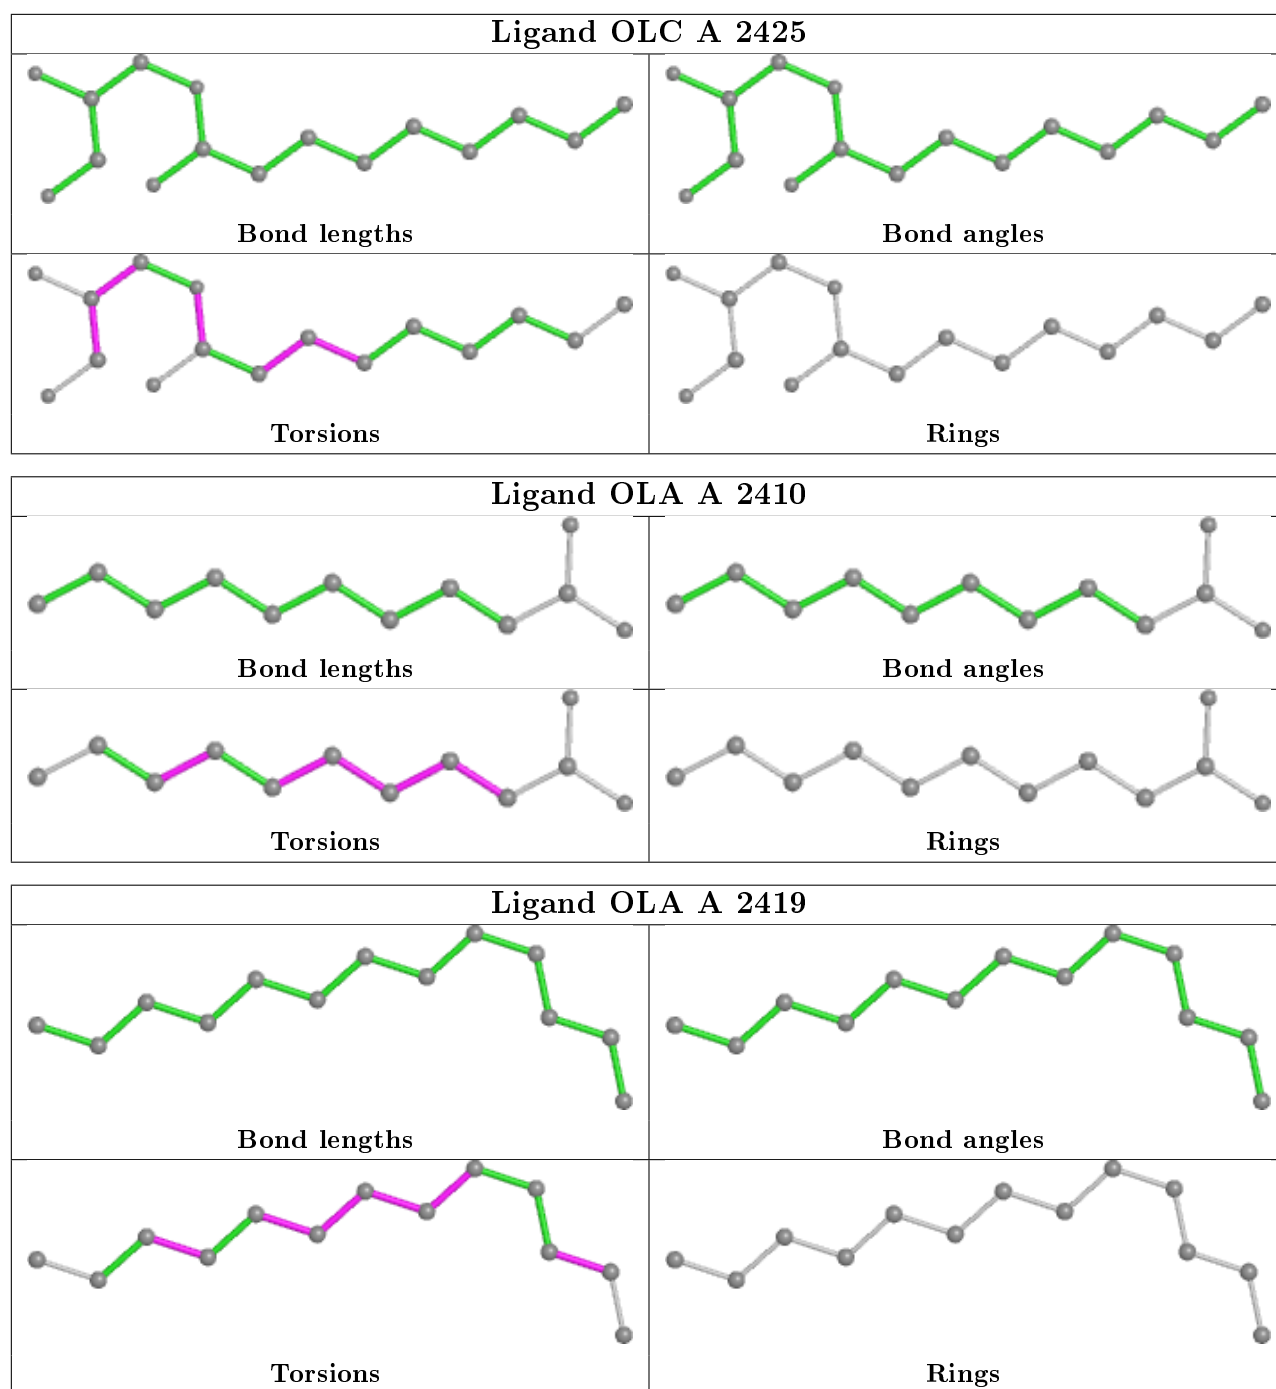 Ligand OLC A 2425
Bond lengths
Bond angles
Torsions
Rings
Ligand OLA A 2410
Bond lengths
Bond angles
Torsions
Rings
Ligand OLA A 2419
Bond lengths
Bond angles
Torsions
Rings